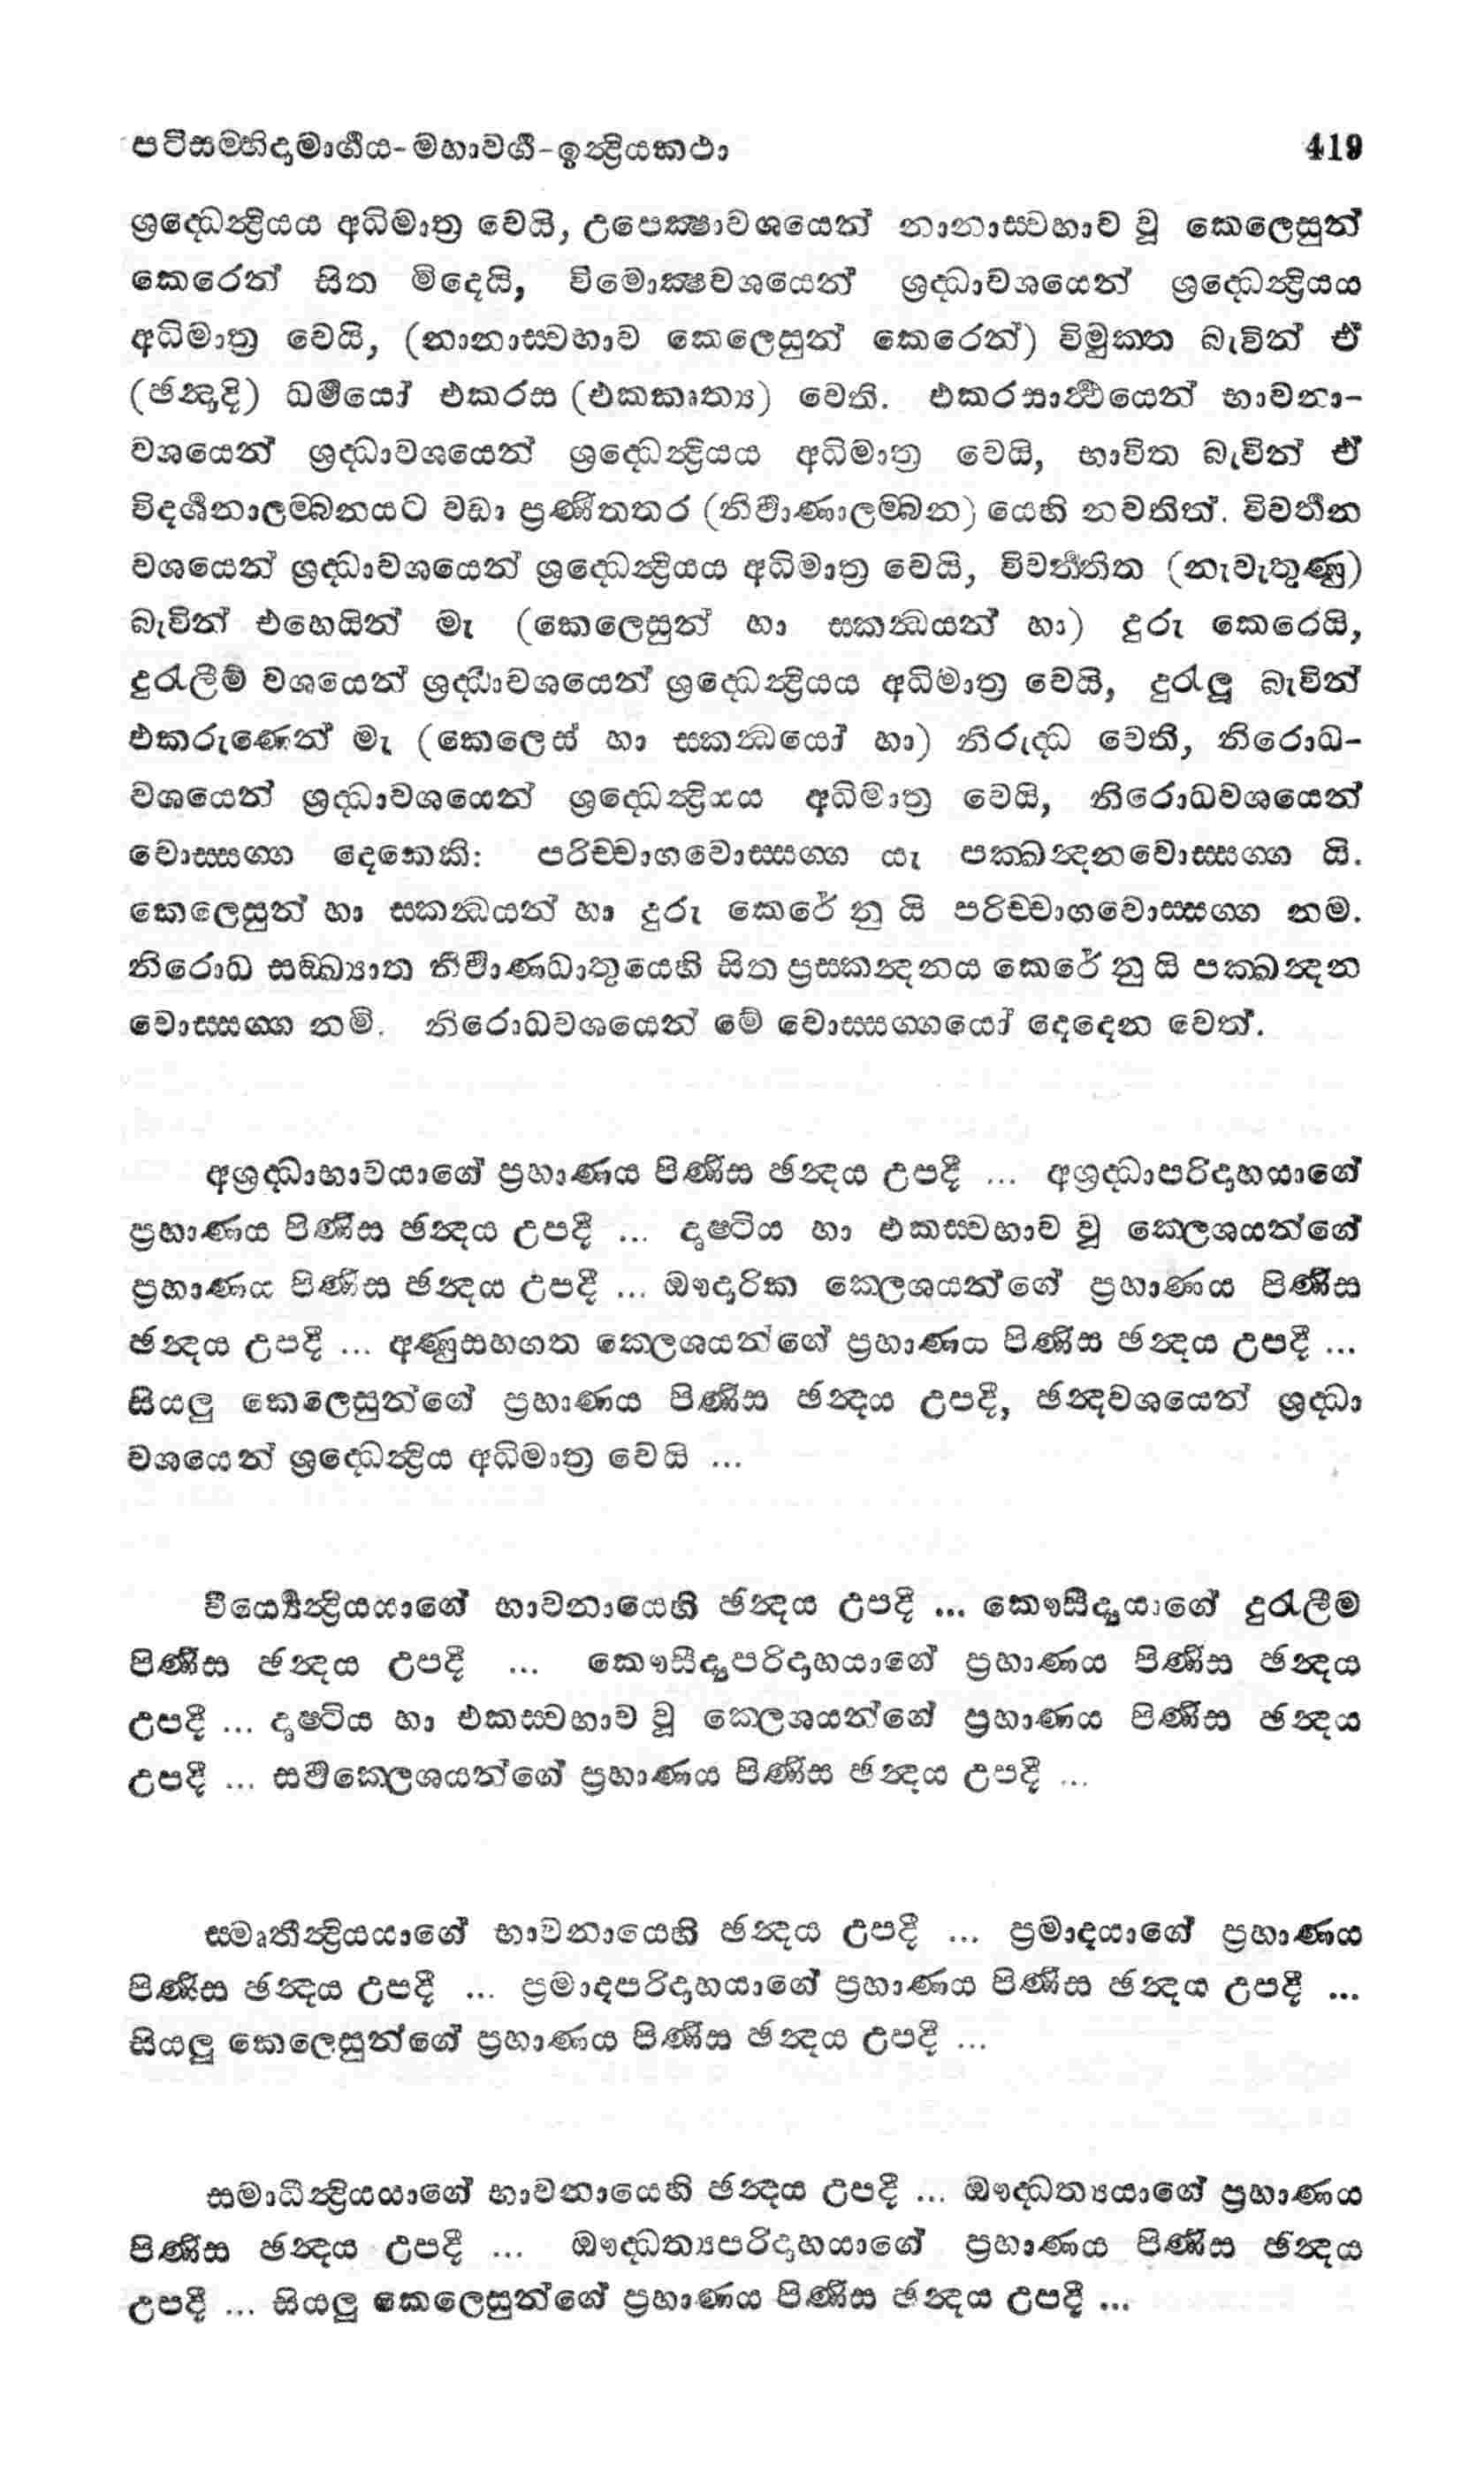 පටිසම්භිදාමාර්ගය-මහාවර්ග-ඉන්ද්‍රියකථා 419
ශ්‍රද්ධේන්ද්‍රියය අධිමාත්‍ර වෙයි, උපෙක්ෂාවශයෙන් නානාස්වභාව වූ කෙලෙසුන්
කෙරෙන් සිත මිදෙයි, විමොක්ෂවශයෙන් ශ්‍රද්ධාවශයෙන් ශ්‍රද්ධේන්ද්‍රියය
අධිමාත්‍ර වෙයි, (නානාස්වභාව කෙලෙසුන් කෙරෙන්) විමුක්ත බැවින් ඒ
(ඡන්‍දාදි) ධර්මයෝ එකරස (එකකෘත්‍ය) වෙති. එකරසාර්ථයෙන් භාවනා-
වශයෙන් ශ්‍රද්ධාවශයෙන් ශ්‍රද්ධේන්ද්‍රියය අධිමාත්‍ර වෙයි, භාවිත බැවින් ඒ
විදර්ශනාලම්බනයට වඩා ප්‍රණීතතර (නිර්වාණාලම්බන) යෙහි නවතිත්. විවර්තන
වශයෙන් ශ්‍රද්ධාවශයෙන් ශ්‍රද්ධේන්ද්‍රියය අධිමාත්‍ර වෙයි, විවර්තිත (නැවැතුණු)
බැවින් එහෙයින් මැ (කෙලෙසුන් හා ස්කන්ධයන් හා) දුරු කෙරෙයි,
දුරැලීම් වශයෙන් ශ්‍රද්ධාවශයෙන් ශ්‍රද්ධේන්ද්‍රියය අධිමාත්‍ර වෙයි, දුරැලූ බැවින්
එකරුණෙන් මැ (කෙලෙස් හා ස්කන්ධයෝ හා) නිරුද්ධ වෙති, නිරොධ-
වශයෙන් ශ්‍රද්ධාවශයෙන් ශ්‍රද්ධේන්ද්‍රියය අධිමාත්‍ර වෙයි, නිරොධවශයෙන්
වොස්සග්ග දෙකෙකි: පරිච්චාගවොස්සග්ග යැ පක්ඛන්‍දනවොස්සග්ග යි.
කෙලෙසුන් හා ස්කන්ධයන් හා දුරු කෙරේ නු යි පරිච්චාගවොස්සග්ග නම.
නිරොධ සඞ්ඛ්‍යාත නිර්වාණධාතුයෙහි සිත ප්‍රස්කන්‍දනය කෙරේ නු යි පක්ඛන්‍දන
වොස්සග්ග නමි. නිරොධවශයෙන් මේ වොස්සග්ගයෝ දෙදෙන වෙත්.
අශ්‍රද්ධාභාවයාගේ ප්‍රහාණය පිණිස ඡන්‍දය උපදී ... අශ්‍රද්ධාපරිදාහයාගේ
ප්‍රහාණය පිණිස ඡන්‍දය උපදී ... දෘෂ්ටිය හා එකස්වභාව වූ ක්ලෙශයන්ගේ
ප්‍රහාණය පිණිස ඡන්‍දය උපදී ... ඖදාරික ක්ලෙශයන්ගේ ප්‍රහාණය පිණිස
ඡන්‍දය උපදී ... අණුසහගත ක්ලෙශයන්ගේ ප්‍රහාණය පිණිස ඡන්‍දය උපදී ...
සියලු කෙලෙසුන්ගේ ප්‍රහාණය පිණිස ඡන්‍දය උපදී, ඡන්‍දවශයෙන් ශ්‍රද්ධා
වශයෙන් ශ්‍රද්ධේන්ද්‍රිය අධිමාත්‍ර වෙයි ...
වීර්ය්‍යේන්ද්‍රියයාගේ භාවනායෙහි ඡන්‍දය උපදී ... කෞසීද්‍යයාගේ දුරැලීම
පිණිස ඡන්‍දය උපදී ... කෞසීද්‍යපරිදාහයාගේ ප්‍රහාණය පිණිස ඡන්‍දය
උපදී ... දෘෂ්ටිය හා එකස්වභාව වූ ක්ලෙශයන්ගේ ප්‍රහාණය පිණිස ඡන්‍දය
උපදී ... සර්වක්ලෙශයන්ගේ ප්‍රහාණය පිණිස ඡන්‍දය උපදී ...
ස්මෘතීන්ද්‍රියයාගේ භාවනායෙහි ඡන්‍දය උපදී ... ප්‍රමාදයාගේ ප්‍රහාණය
පිණිස ඡන්‍දය උපදී ... ප්‍රමාදපරිදාහයාගේ ප්‍රහාණය පිණිස ඡන්‍දය උපදී ...
සියලු කෙලෙසුන්ගේ ප්‍රහාණය පිණිස ඡන්‍දය උපදී ...
සමාධීන්ද්‍රියයාගේ භාවනායෙහි ඡන්‍දය උපදී ... ඖද්ධත්‍යයාගේ ප්‍රහාණය
පිණිස ඡන්‍දය උපදී ... ඖද්ධත්‍යපරිදාහයාගේ ප්‍රහාණය පිණිස ඡන්‍දය
උපදී ... සියලු කෙලෙසුන්ගේ ප්‍රහාණය පිණිස ඡන්‍දය උපදී ...